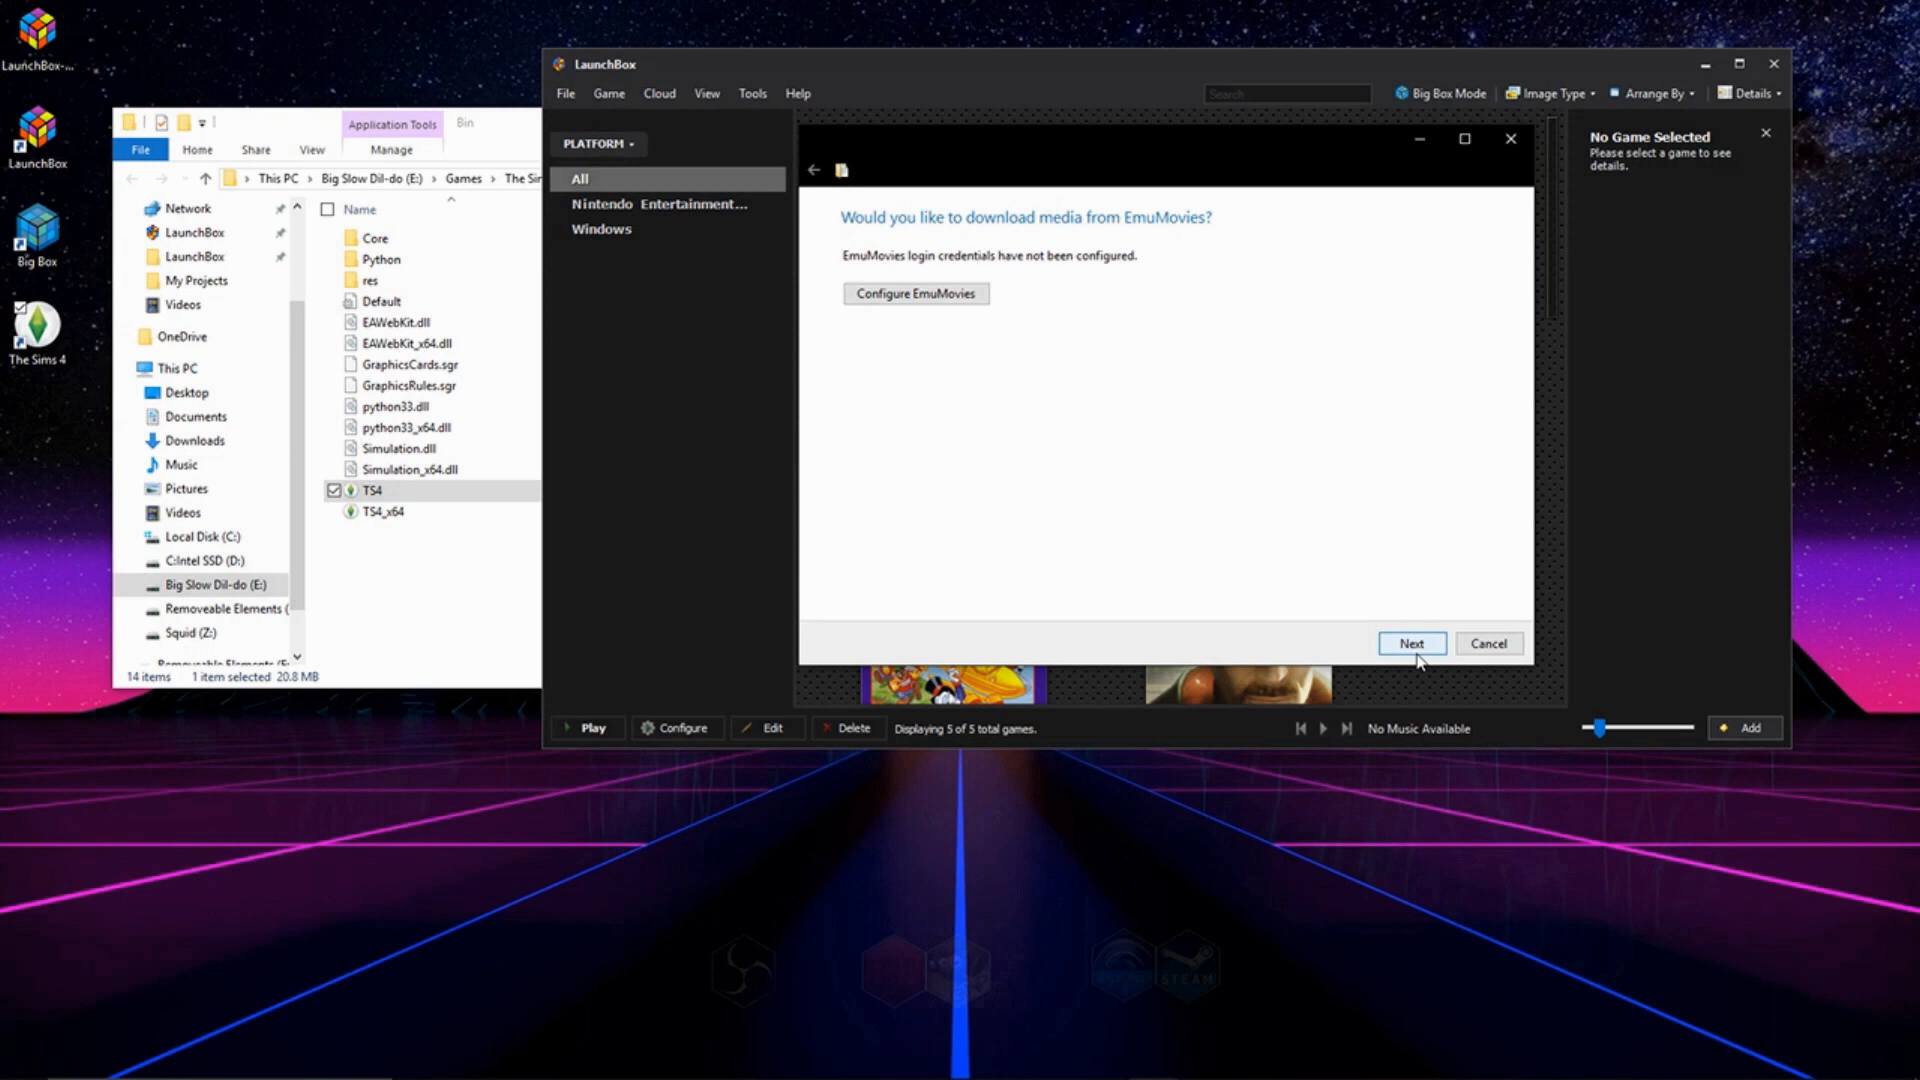 LaunchBox-...
LaunchBox
Big Box
The Sims 4
Application Tools
Bin
File
Home
Share
View
Manage
This PC
Big Slow Dil-do (E:)
Games
The Sir
Network
LaunchBox
LaunchBox
My Projects
Videos
OneDrive
This PC
Desktop
Documents
Downloads
Music
Pictures
Videos
Local Disk (C:)
C:Intel SSD (D:)
Big Slow Dil-do (E:)
Removeable Elements (
Squid (Z:)
Removeable Elements (F:
Name
Core
Python
res
Default
EAWebKit.dll
EAWebKit_x64.dll
GraphicsCards.sgr
GraphicsRules.sgr
python33.dll
python33_x64.dll
Simulation.dll
Simulation_x64.dll
TS4
TS4_x64
14 items
1 item selected 20.8 MB
LaunchBox
File
Game
Cloud
View
Tools
Help
Search
Big Box Mode
Image Type
Arrange By
Details
PLATFORM
All
Nintendo Entertainment...
Windows
Would you like to download media from EmuMovies?
EmuMovies login credentials have not been configured.
Configure EmuMovies
Next
Cancel
No Game Selected
Please select a game to see
details.
Play
Configure
Edit
Delete
Displaying 5 of 5 total games.
No Music Available
Add
STEAM